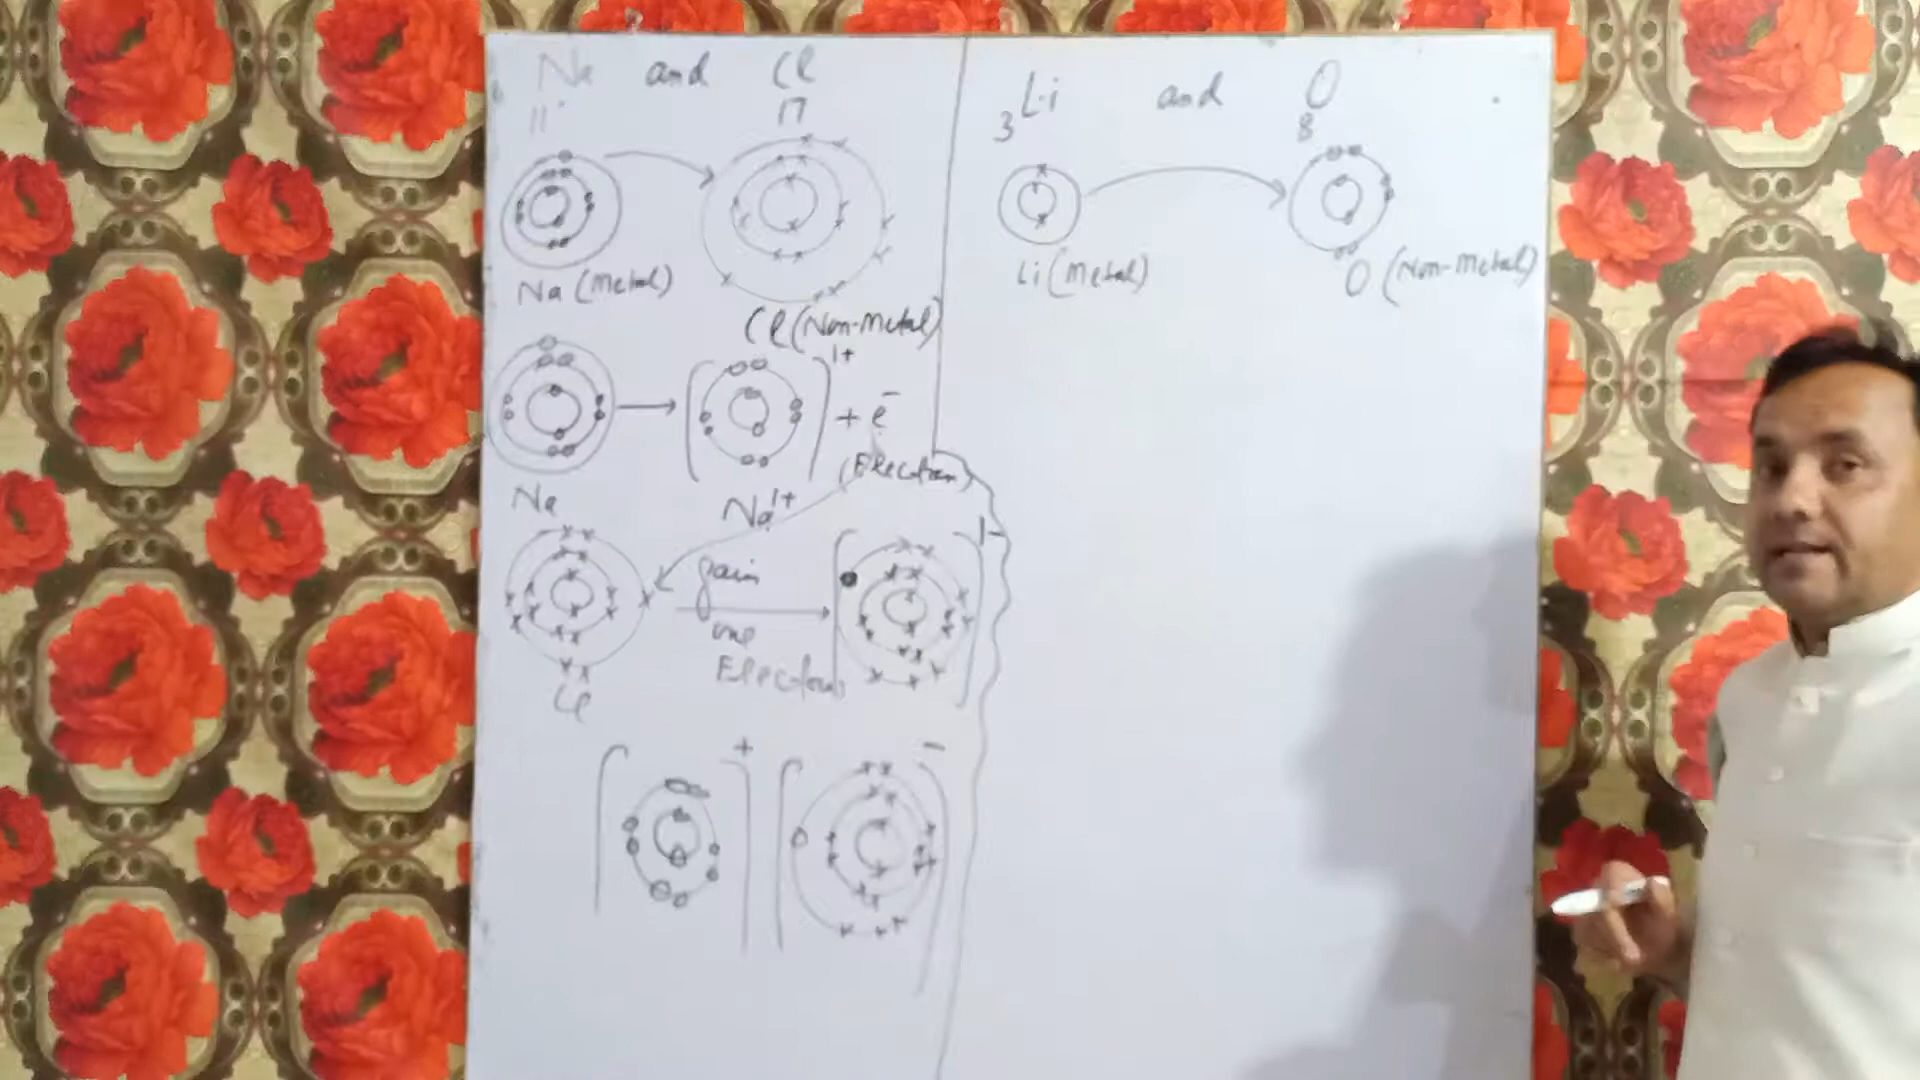 Na and Cl
11 17
Na (Metal)
Cl (Non-Metal)
1+
+ e-
(Electron)
Na
Na1+
gain
one
Electron
1-
Cl
+ -
Li and O
3 8
Li (Metal)
O (Non-Metal)